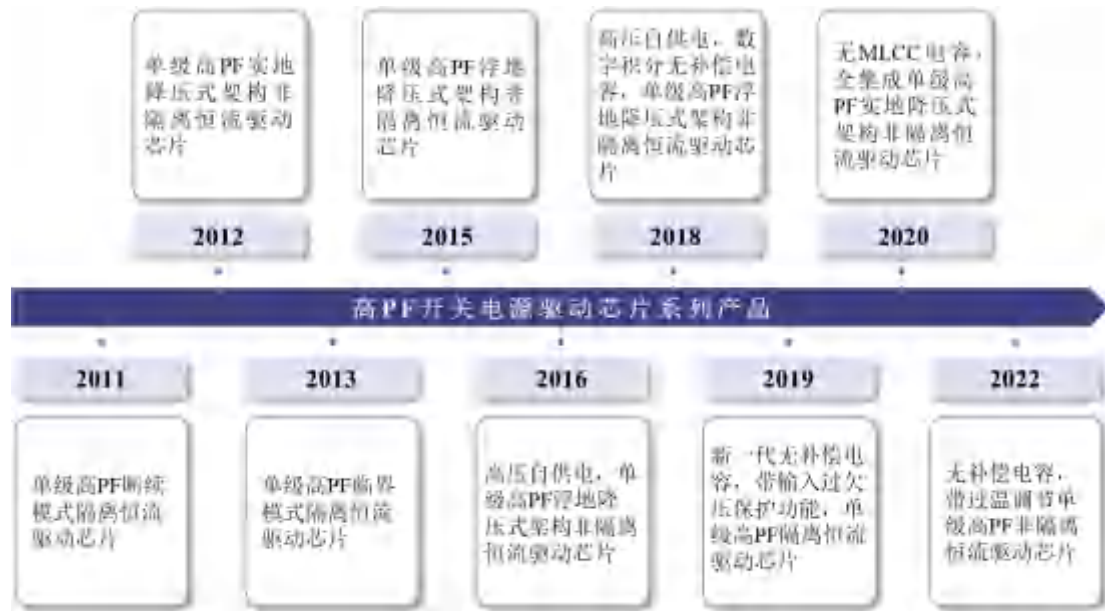 单级高PF实地
降压式架构非
隔离恒流驱动
芯片
2012
单级高PF浮地
降压式架构非
隔离恒流驱动
芯片
2015
高压自供电，数
字积分无补偿电
容，单级高PF浮
地降压式架构非
隔离恒流驱动芯
片
2018
无MLCC电容，
全集成单级高
PF实地降压式
架构非隔离恒
流驱动芯片
2020
高PF开关电源驱动芯片系列产品
2011
单级高PF断续
模式隔离恒流
驱动芯片
2013
单级高PF临界
模式隔离恒流
驱动芯片
2016
高压自供电，单
级高PF浮地降
压式架构非隔离
恒流驱动芯片
2019
新一代无补偿电
容，带输入过欠
压保护功能，单
级高PF隔离恒流
驱动芯片
2022
无补偿电容，
带过温调节单
级高PF非隔离
恒流驱动芯片